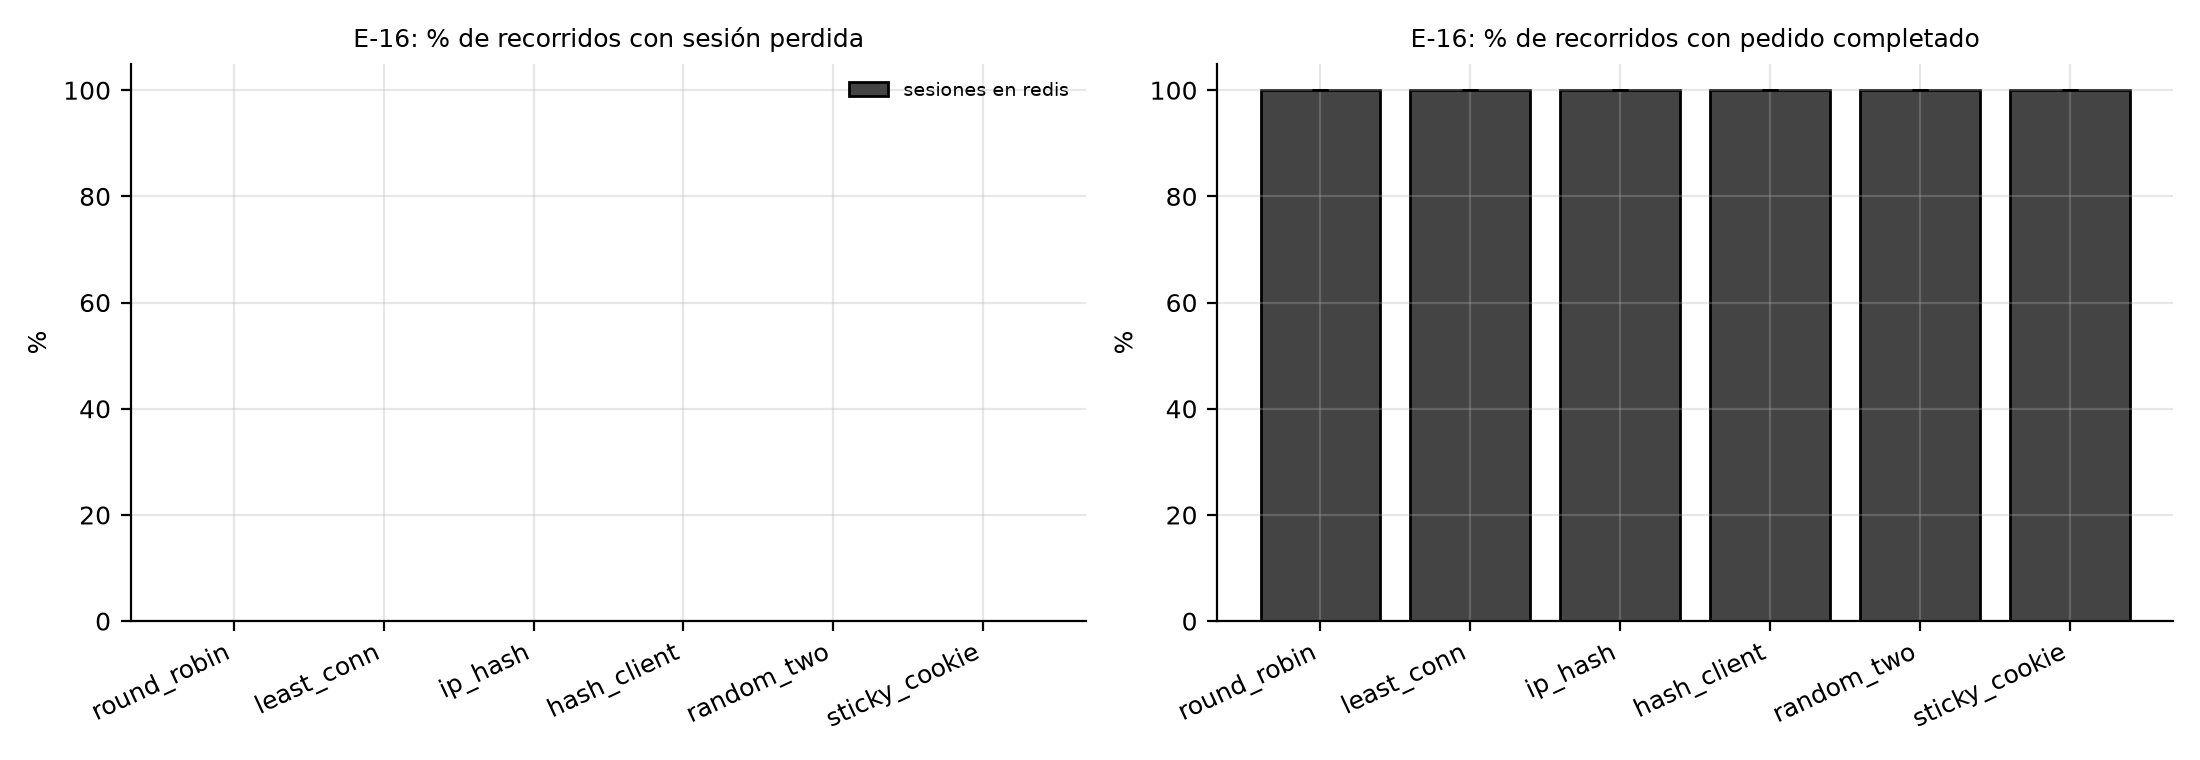 E-16: % de recorridos con sesión perdida
sesiones en redis
100
80
60
40
20
0
%
round_robin
least_conn
ip_hash
hash_client
random_two
sticky_cookie
E-16: % de recorridos con pedido completado
100
80
60
40
20
0
%
round_robin
least_conn
ip_hash
hash_client
random_two
sticky_cookie